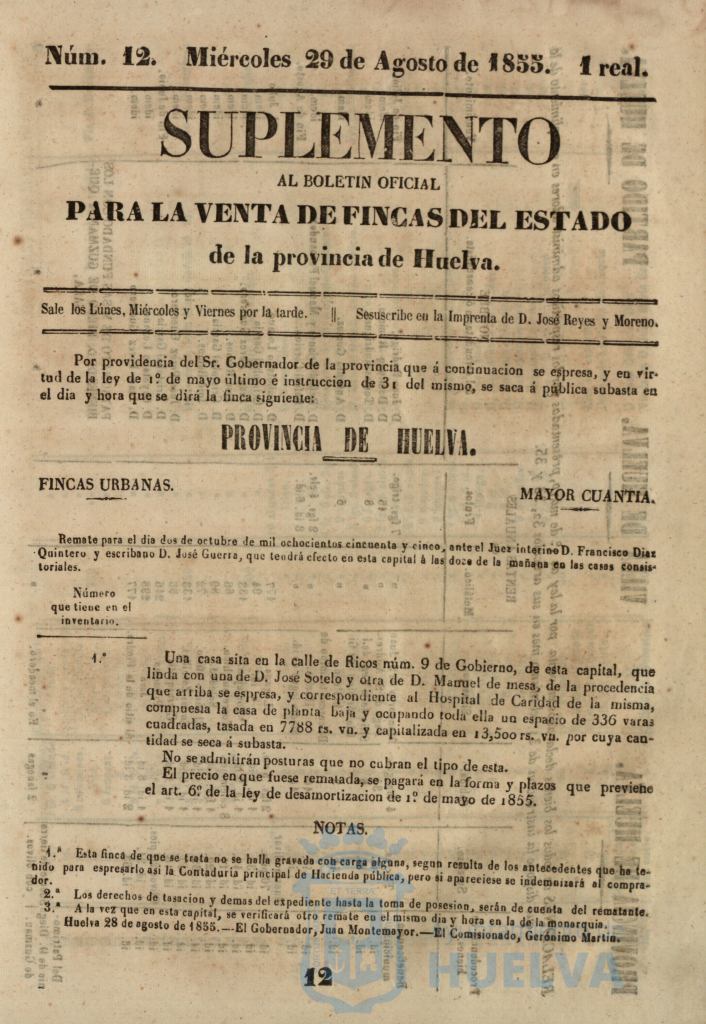 Núm. 12. Miércoles 29 de Agosto de 1855. 1 real.
SUPLEMENTO
AL BOLETIN OFICIAL
PARA LA VENTA DE FINCAS DEL ESTADO
de la provincia de Huelva.
Sale los Lúnes, Miércoles y Viernes por la tarde. || Sesuscribe en la Imprenta de D. José Reyes y Moreno.
Por providencia del Sr. Gobernador de la provincia que á continuacion se espresa, y en vir-
tud de la ley de 1º de mayo último é instruccion de 31 del mismo, se saca á pública subasta en
el dia y hora que se dirá la finca siguiente:
PROVINCIA DE HUELVA.
FINCAS URBANAS.
MAYOR CUANTIA.
Remate para el dia dos de octubre de mil ochocientos cincuenta y cinco, ante el Juez interino D. Francisco Diaz
Quintero y escribano D. José Guerra, que tendrá efecto en esta capital á las doce de la mañana en las casas consis-
toriales.
Número
que tiene en el
inventario.
1.º Una casa sita en la calle de Ricos núm. 9 de Gobierno, de esta capital, que
linda con una de D. José Sotelo y otra de D. Manuel de mesa, de la procedencia
que arriba se espresa, y correspondiente al Hospital de Caridad de la misma,
compuesta la casa de planta baja y ocupando toda ella un espacio de 336 varas
cuadradas, tasada en 7788 rs. vn. y capitalizada en 13,500 rs. vn. por cuya can-
tidad se seca á subasta.
No se admitirán posturas que no cubran el tipo de esta.
El precio en que fuese rematada, se pagará en la forma y plazos que previene
el art. 6º de la ley de desamortizacion de 1º de mayo de 1855.
NOTAS.
1.ª Esta finca de que se trata no se halla gravada con carga alguna, segun resulta de los antecedentes que ha te-
nido para espresarlo asi la Contaduría principal de Hacienda pública, pero si apareciese se indemnizará al compra-
dor.
2.ª Los derechos de tasacion y demas del expediente hasta la toma de posesion, serán de cuenta del rematante.
3.ª A la vez que en esta capital, se verificará otro remate en el mismo dia y hora en la de la monarquia.
Huelva 28 de agosto de 1855.—El Gobernador, Juan Montemayor.—El Comisionado, Gerónimo Martin.
12
HUELVA